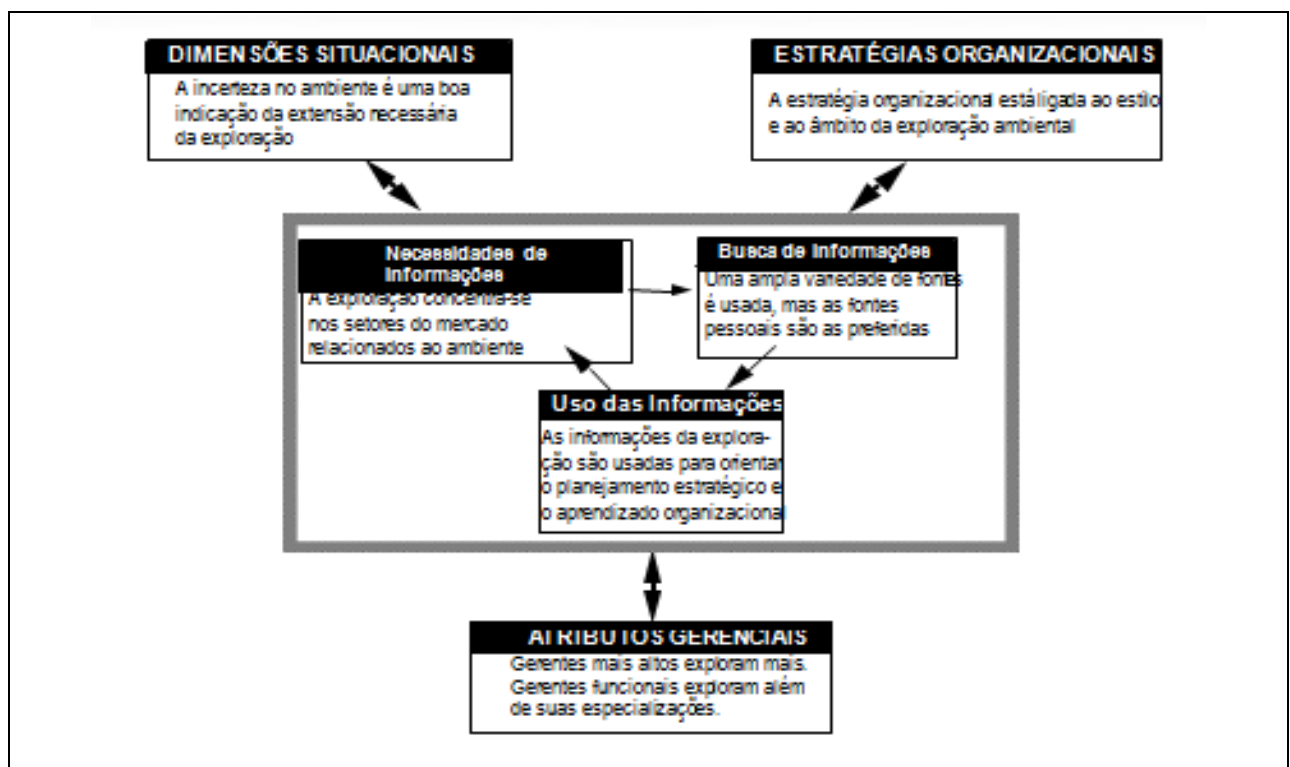 DIMENSÕES SITUACIONAIS
A incerteza no ambiente é uma boa
indicação da extensão necessária
da exploração
ESTRATÉGIAS ORGANIZACIONAIS
A estratégia organizacional está ligada ao estilo
e ao âmbito da exploração ambiental
Necessidades de
Informações
A exploração concentra-se
nos setores do mercado
relacionados ao ambiente
Busca de Informações
Uma ampla variedade de fontes
é usada, mas as fontes
pessoais são as preferidas
Uso das Informações
As informações da explora-
ção são usadas para orientar
o planejamento estratégico e
o aprendizado organizacional
ATRIBUTOS GERENCIAIS
Gerentes mais altos exploram mais.
Gerentes funcionais exploram além
de suas especializações.